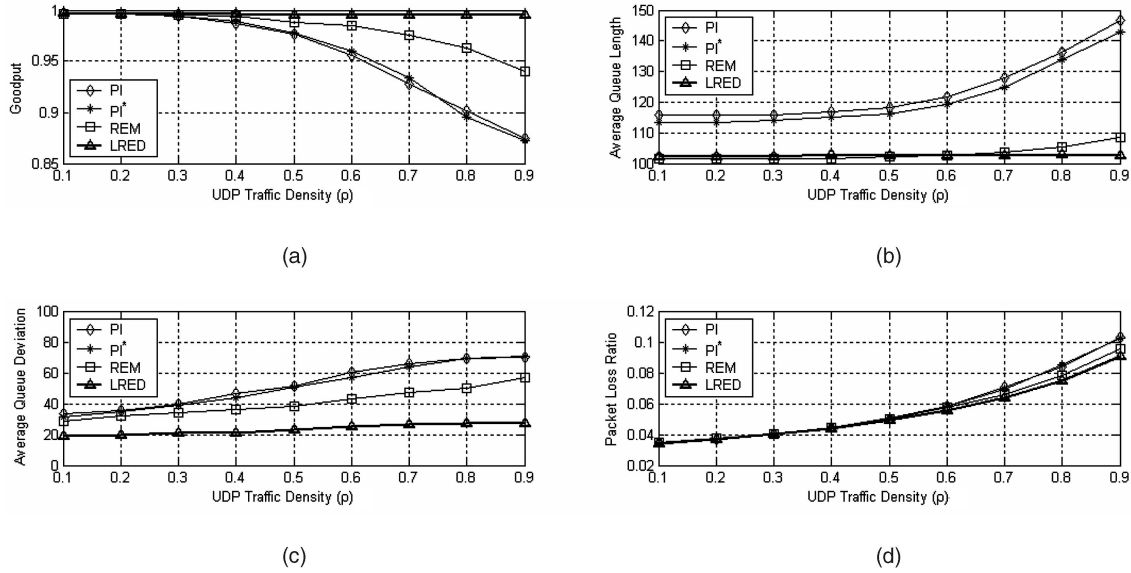 1
0.95
0.9
0.85
Goodput
PI
PI*
REM
LRED
0.1 0.2 0.3 0.4 0.5 0.6 0.7 0.8 0.9
UDP Traffic Density (ρ)
(a)
150
140
130
120
110
100
Average Queue Length
PI
PI*
REM
LRED
0.1 0.2 0.3 0.4 0.5 0.6 0.7 0.8 0.9
UDP Traffic Density (ρ)
(b)
100
80
60
40
20
0
Average Queue Deviation
PI
PI*
REM
LRED
0.1 0.2 0.3 0.4 0.5 0.6 0.7 0.8 0.9
UDP Traffic Density (ρ)
(c)
0.12
0.1
0.08
0.06
0.04
0.02
Packet Loss Ratio
PI
PI*
REM
LRED
0.1 0.2 0.3 0.4 0.5 0.6 0.7 0.8 0.9
UDP Traffic Density (ρ)
(d)